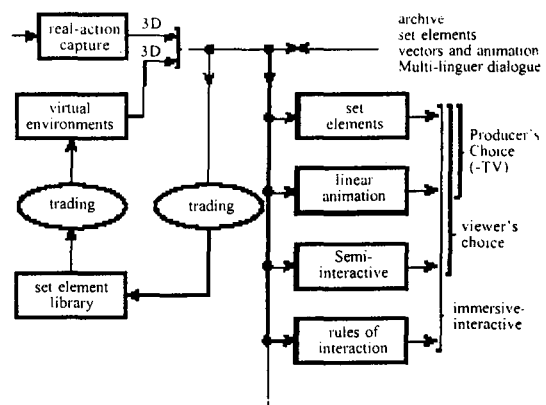 real-action
capture
3D
3D
archive
set elements
vectors and animation
Multi-linguer dialogue
virtual
environments
set
elements
Producer's
Choice
(-TV)
trading
trading
linear
animation
viewer's
choice
set element
library
Semi-
interactive
immersive-
interactive
rules of
interaction